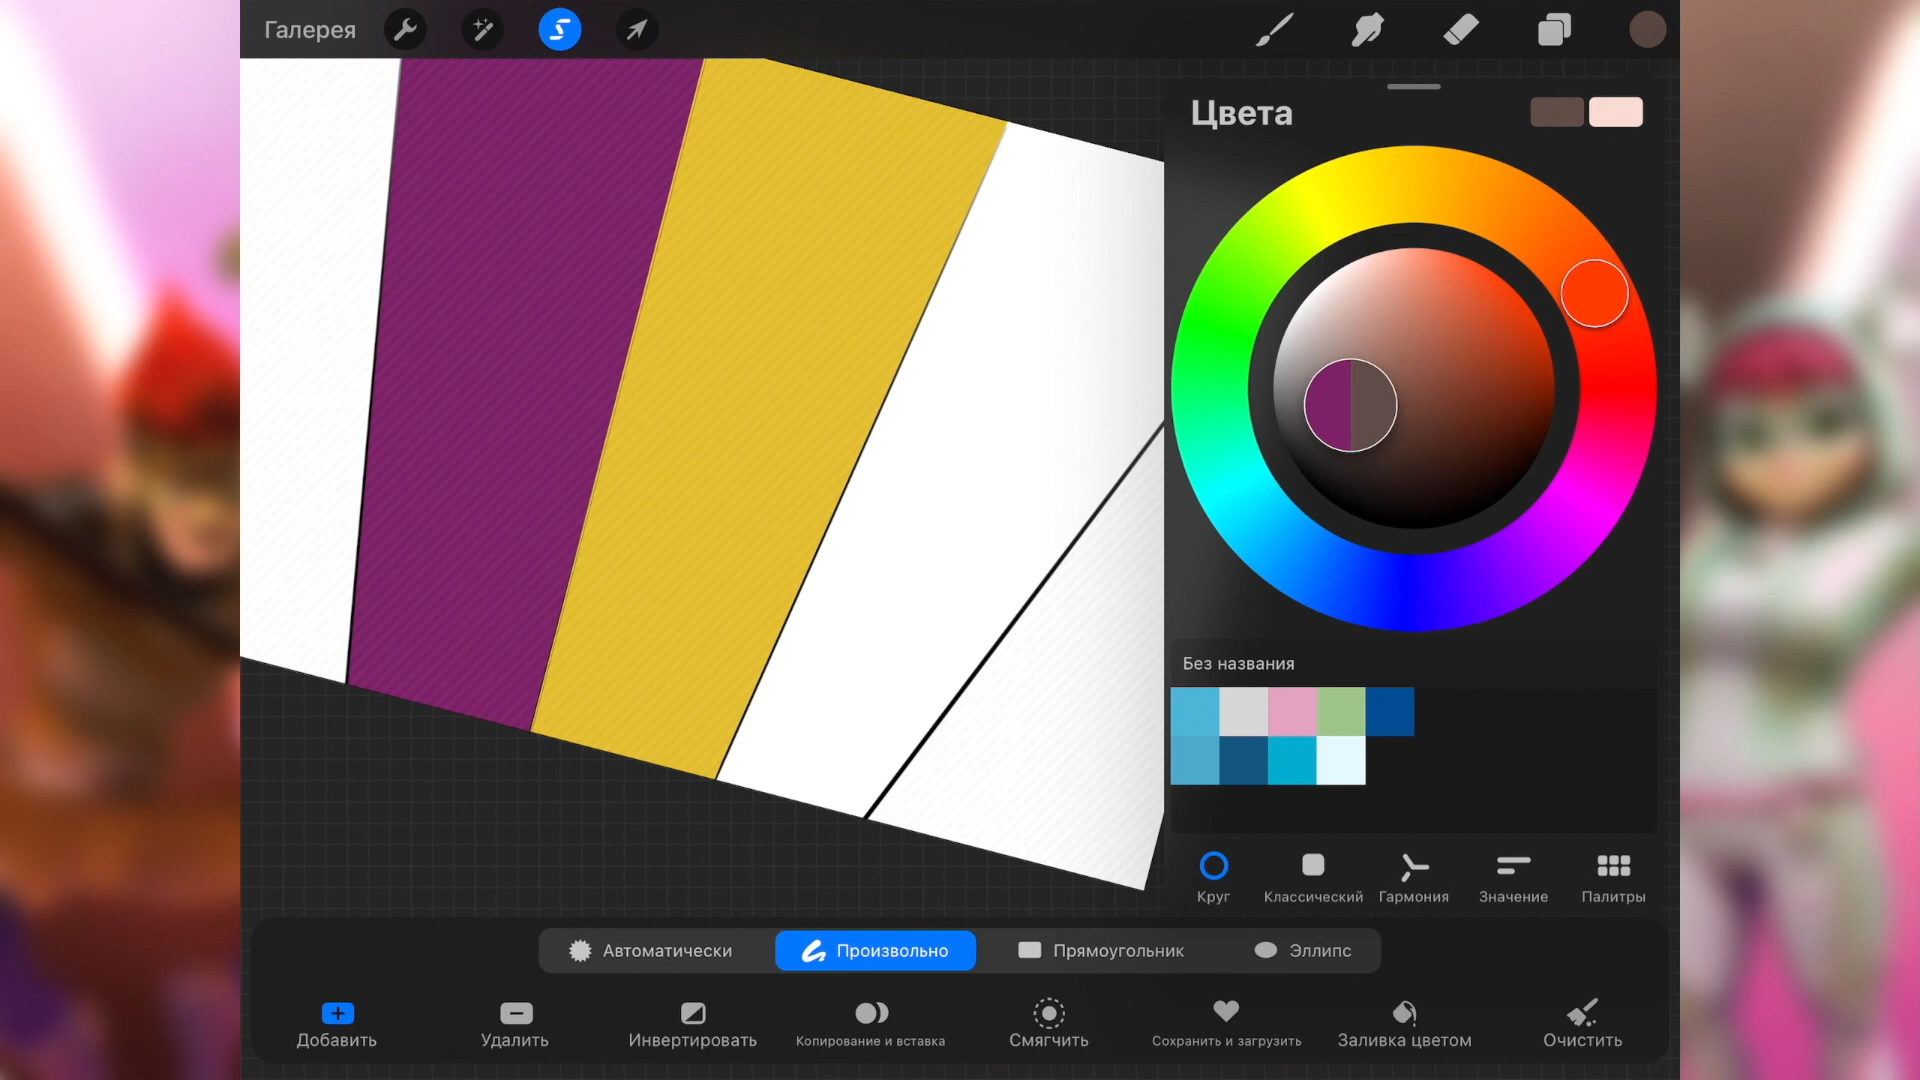 Галерея
Цвета
Без названия
Круг
Классический
Гармония
Значение
Палитры
Автоматически
Произвольно
Прямоугольник
Эллипс
Добавить
Удалить
Инвертировать
Копирование и вставка
Смягчить
Сохранить и загрузить
Заливка цветом
Очистить